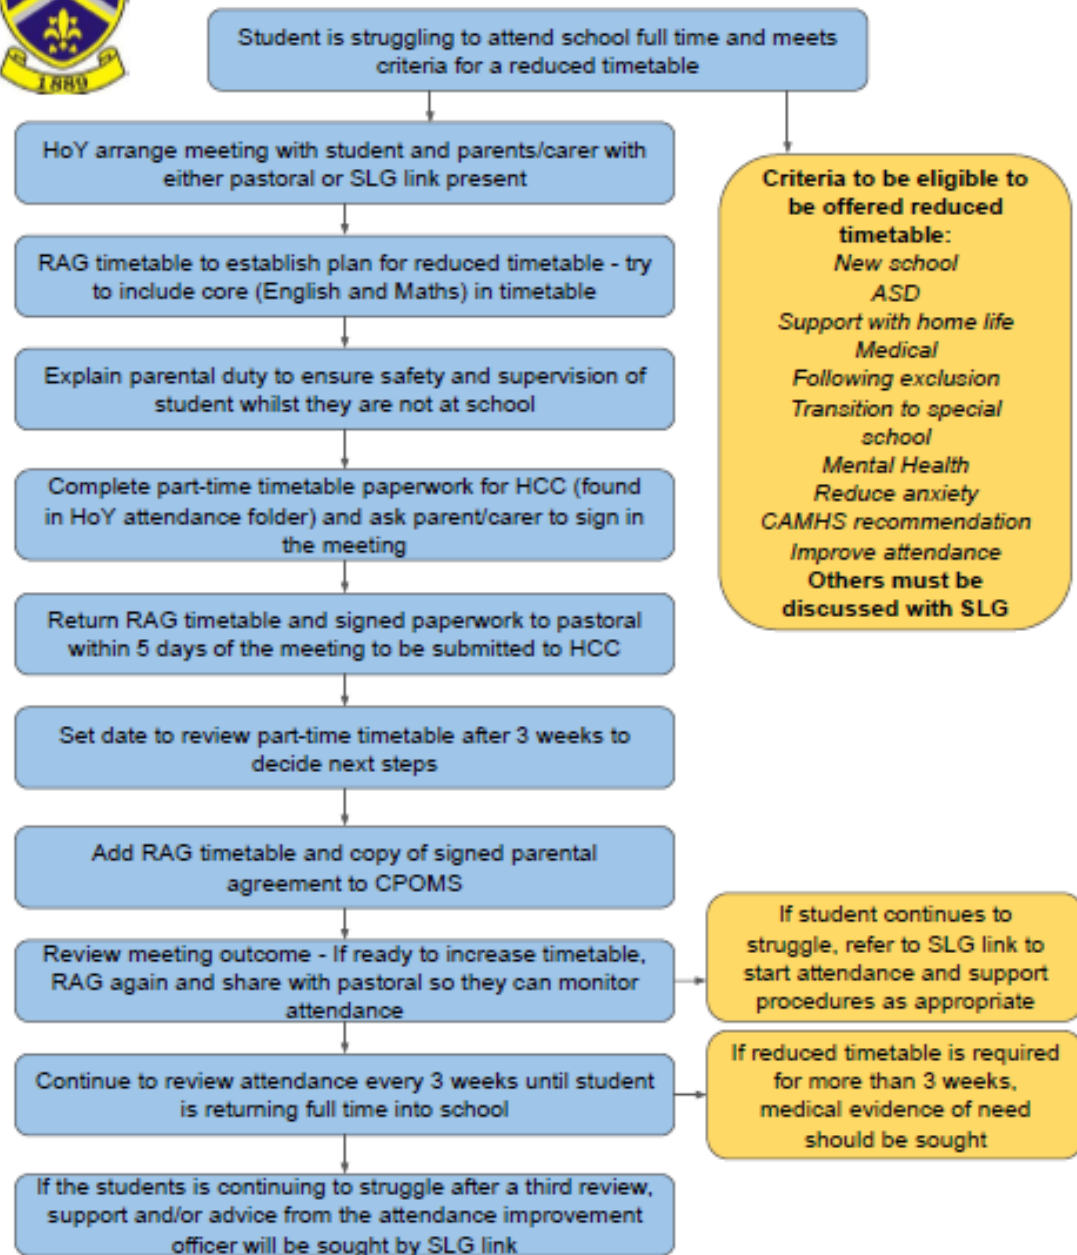 1889
Student is struggling to attend school full time and meets
criteria for a reduced timetable
HoY arrange meeting with student and parents/carer with
either pastoral or SLG link present
Criteria to be eligible to
be offered reduced
timetable:
New school
ASD
Support with home life
Medical
Following exclusion
Transition to special
school
Mental Health
Reduce anxiety
CAMHS recommendation
Improve attendance
Others must be
discussed with SLG
RAG timetable to establish plan for reduced timetable - try
to include core (English and Maths) in timetable
Explain parental duty to ensure safety and supervision of
student whilst they are not at school
Complete part-time timetable paperwork for HCC (found
in HoY attendance folder) and ask parent/carer to sign in
the meeting
Return RAG timetable and signed paperwork to pastoral
within 5 days of the meeting to be submitted to HCC
Set date to review part-time timetable after 3 weeks to
decide next steps
Add RAG timetable and copy of signed parental
agreement to CPOMS
Review meeting outcome - If ready to increase timetable,
RAG again and share with pastoral so they can monitor
attendance
If student continues to
struggle, refer to SLG link to
start attendance and support
procedures as appropriate
Continue to review attendance every 3 weeks until student
is returning full time into school
If reduced timetable is required
for more than 3 weeks,
medical evidence of need
should be sought
If the students is continuing to struggle after a third review,
support and/or advice from the attendance improvement
officer will be sought by SLG link